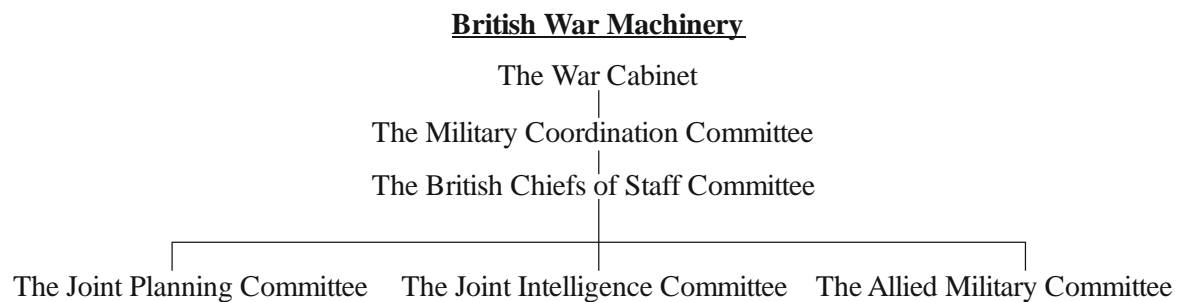 British War Machinery
The War Cabinet
The Military Coordination Committee
The British Chiefs of Staff Committee
The Joint Planning Committee The Joint Intelligence Committee The Allied Military Committee